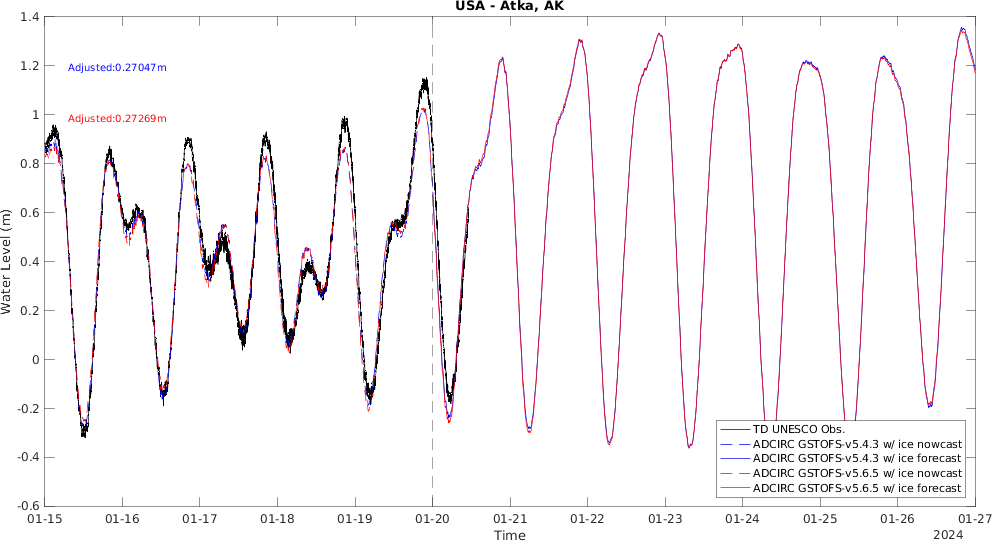 USA - Atka, AK
1.4
1.2
1
0.8
0.6
0.4
0.2
0
-0.2
-0.4
-0.6
Water Level (m)
Adjusted:0.27047m
Adjusted:0.27269m
TD UNESCO Obs.
ADCIRC GSTOFS-v5.4.3 w/ ice nowcast
ADCIRC GSTOFS-v5.4.3 w/ ice forecast
ADCIRC GSTOFS-v5.6.5 w/ ice nowcast
ADCIRC GSTOFS-v5.6.5 w/ ice forecast
01-15 01-16 01-17 01-18 01-19 01-20 01-21 01-22 01-23 01-24 01-25 01-26 01-27
Time
2024